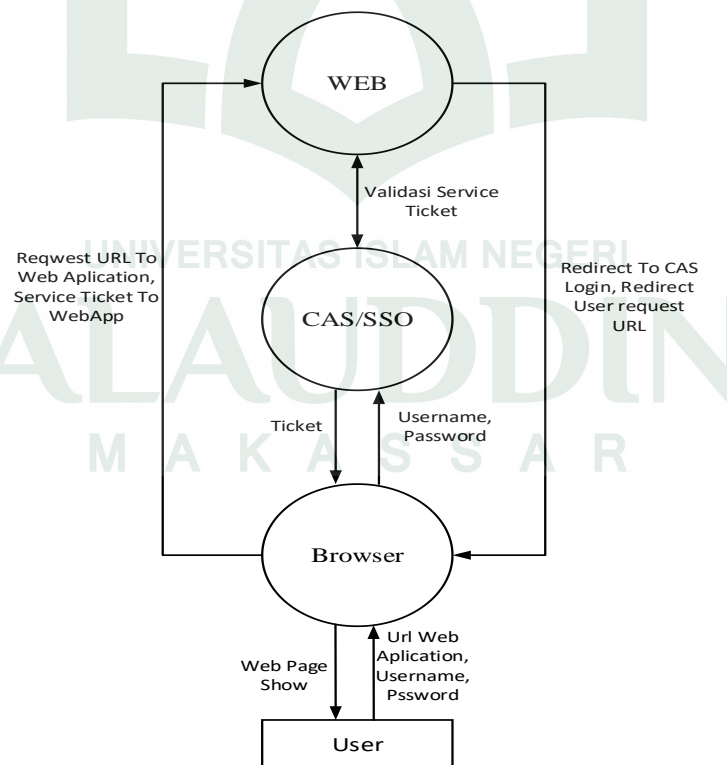 WEB
Validasi Service
Ticket
UNIVERSITAS ISLAM NEGERI
Reqwest URL To
Web Aplication,
Service Ticket To
WebApp
Redirect To CAS
Login, Redirect
User request
URL
CAS/SSO
ALAUDDIN
Ticket
Username,
Password
MAKASSAR
Browser
Web Page
Show
Url Web
Aplication,
Username,
Pssword
User